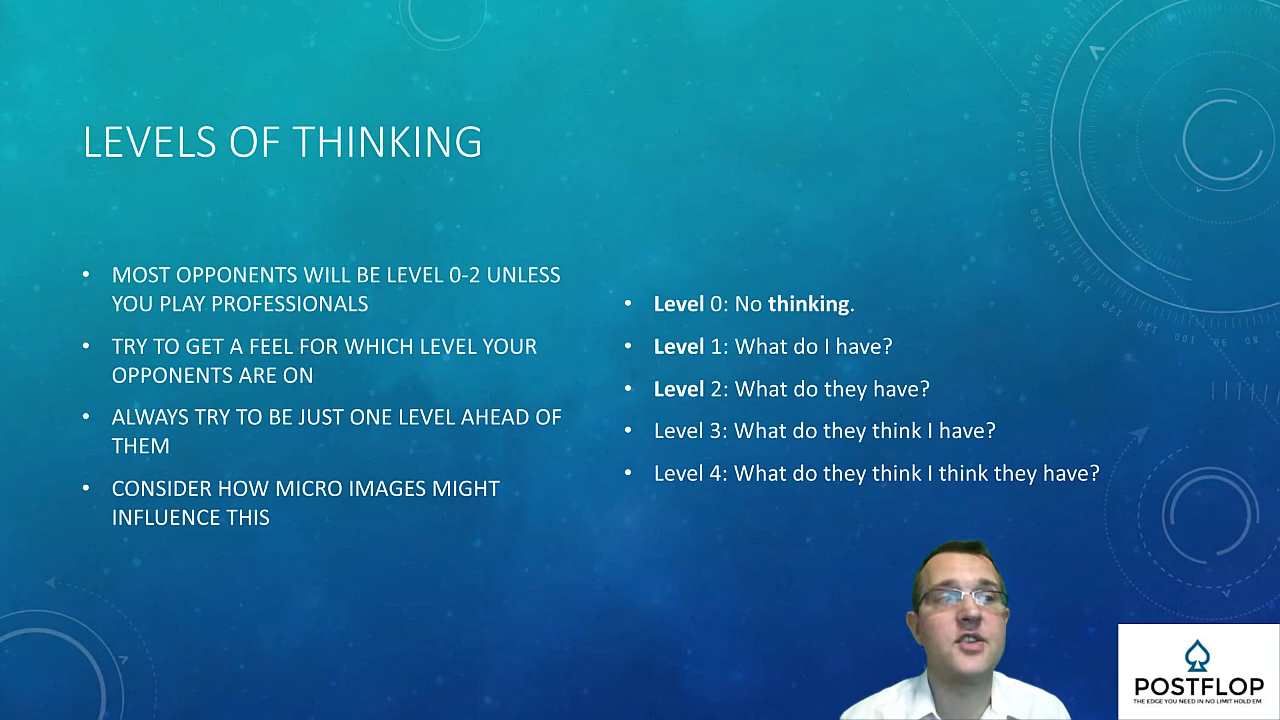 LEVELS OF THINKING
• MOST OPPONENTS WILL BE LEVEL 0-2 UNLESS
YOU PLAY PROFESSIONALS
• TRY TO GET A FEEL FOR WHICH LEVEL YOUR
OPPONENTS ARE ON
• ALWAYS TRY TO BE JUST ONE LEVEL AHEAD OF
THEM
• CONSIDER HOW MICRO IMAGES MIGHT
INFLUENCE THIS
• Level 0: No thinking.
• Level 1: What do I have?
• Level 2: What do they have?
• Level 3: What do they think I have?
• Level 4: What do they think I think they have?
POSTFLOP
THE EDGE YOU NEED IN NO LIMIT HOLD EM